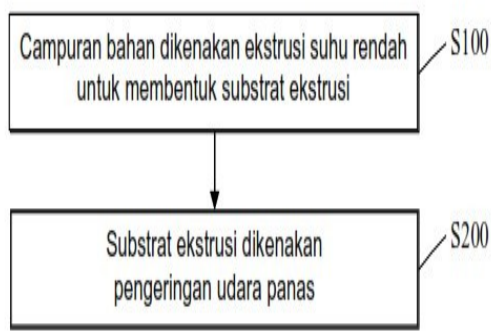 Campuran bahan dikenakan ekstrusi suhu rendah
untuk membentuk substrat ekstrusi
S100
Substrat ekstrusi dikenakan
pengeringan udara panas
S200